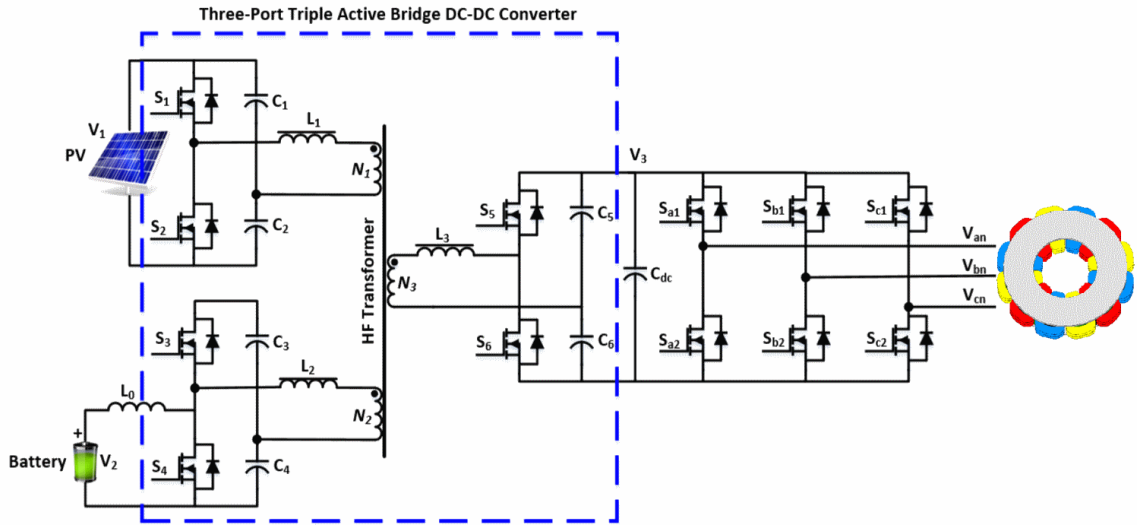 Three-Port Triple Active Bridge DC-DC Converter
S1
C1
L1
V1
PV
N1
S2
C2
HF Transformer
V3
S5
C5
Sa1
Sb1
Sc1
L3
N3
Cdc
Van
Vbn
Vcn
S6
C6
Sa2
Sb2
Sc2
S3
C3
L2
L0
N2
+
Battery
V2
S4
C4